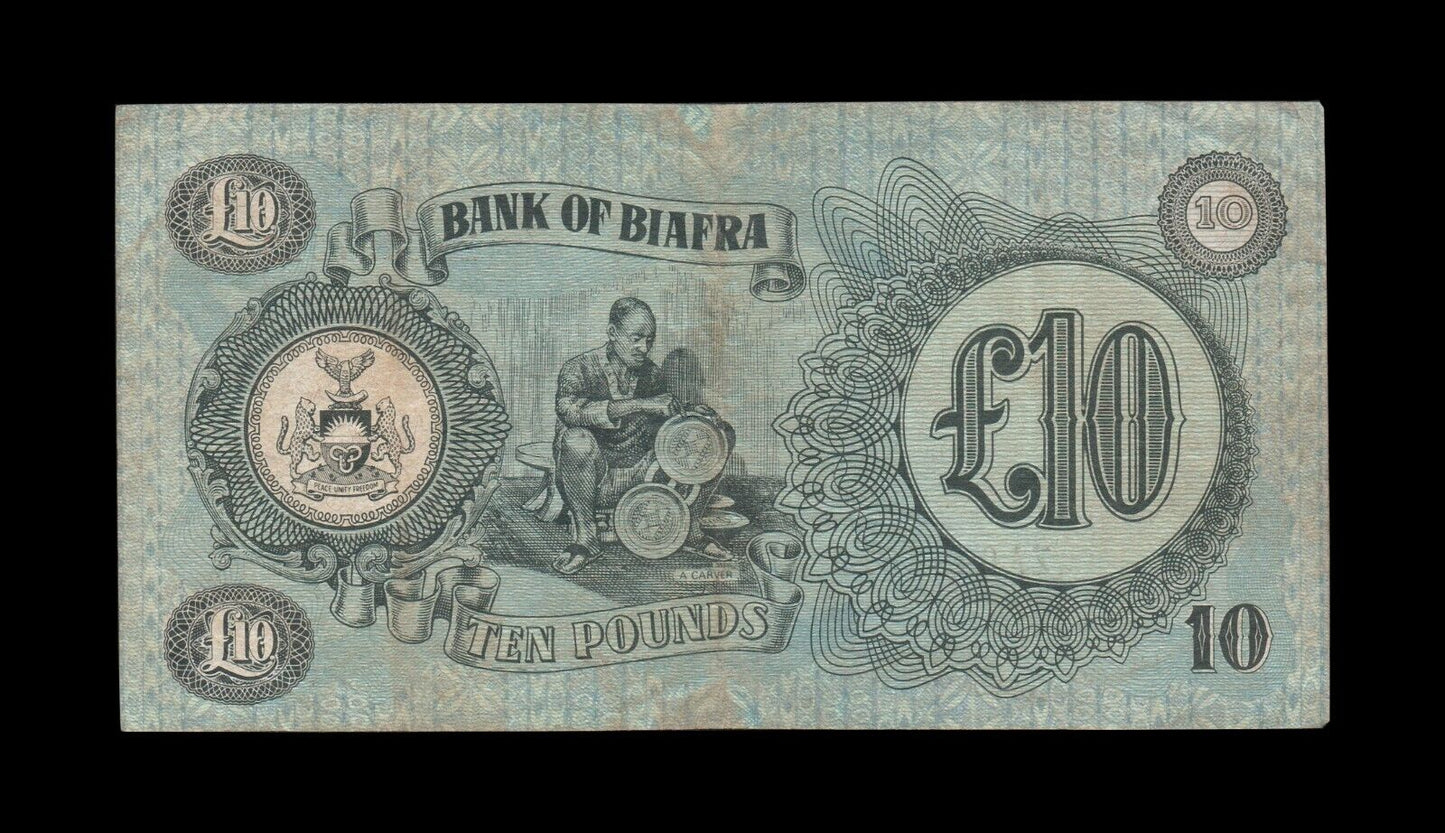 £10
BANK OF BIAFRA
10
£10
PEACE·UNITY FREEDOM
A CARVER
£10
TEN POUNDS
10